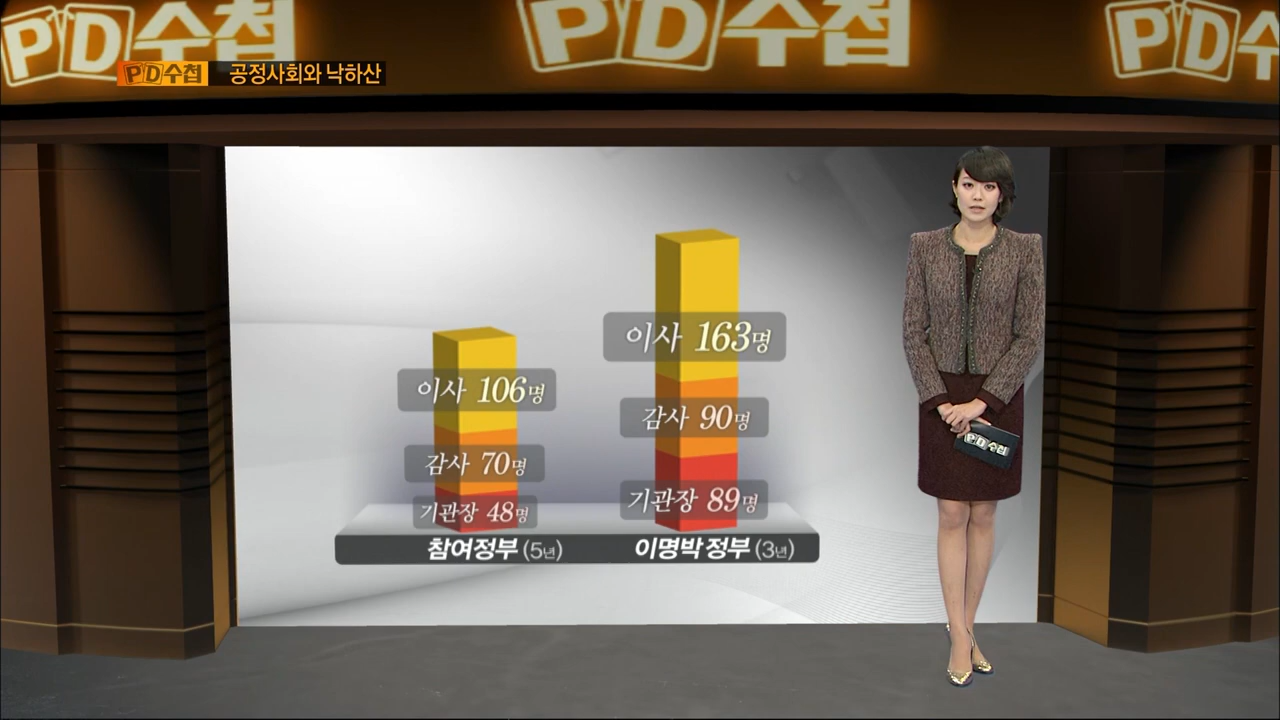 PD수첩
PD수첩
PD수
PD수첩 공정사회와 낙하산
이사 106명
감사 70명
기관장 48명
참여정부 (5년)
이사 163명
감사 90명
기관장 89명
이명박 정부 (3년)
PD수첩